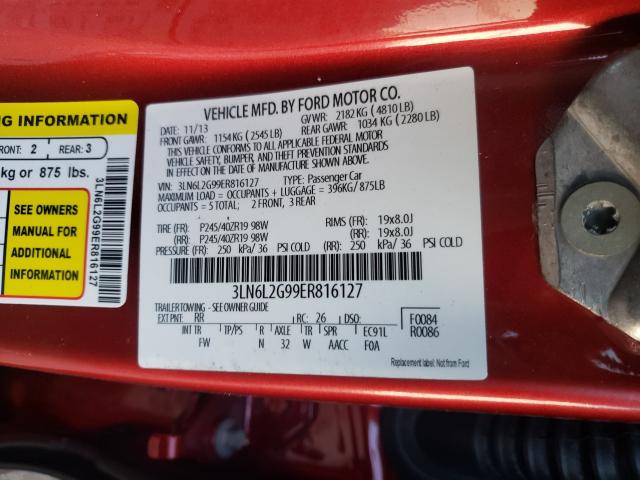 NG INFORMATION
FRONT: 2 REAR: 3
kg or 875 lbs.
SEE OWNERS
MANUAL FOR
ADDITIONAL
INFORMATION
3LN6L2G99ER816127
VEHICLE MFD. BY FORD MOTOR CO.
11/13 GVWR: 2182 KG (4810 LB)
FRONT GAWR: 1154 KG (2545 LB) REAR GAWR: 1034 KG (2280 LB)
THIS VEHICLE CONFORMS TO ALL APPLICABLE FEDERAL MOTOR
VEHICLE SAFETY, BUMPER, AND THEFT PREVENTION STANDARDS IN
EFFECT ON THE DATE OF MANUFACTURE SHOWN ABOVE.
VIN: 3LN6L2G99ER816127 TYPE: Passenger Car
MAXIMUM LOAD = OCCUPANTS + LUGGAGE = 396KG/875LB
OCCUPANTS = 5 TOTAL; 2 FRONT, 3 REAR
TIRE (FR): P245/40ZR19 98W RIMS (FR): 19x8.0J
(RR): P245/40ZR19 98W (RR): 19x8.0J
PRESSURE (FR): 250 kPa/ 36 PSI COLD (RR): 250 kPa/ 36 PSI COLD
3LN6L2G99ER816127
TRAILER TOWING - SEE OWNER GUIDE
EXT PNT: RR RC: 26 DSO: F0084
INT TR TP/PS R AXLE TR SPR EC91L R0086
FW N 32 W AACC F0A
Replacement label: Not from Ford